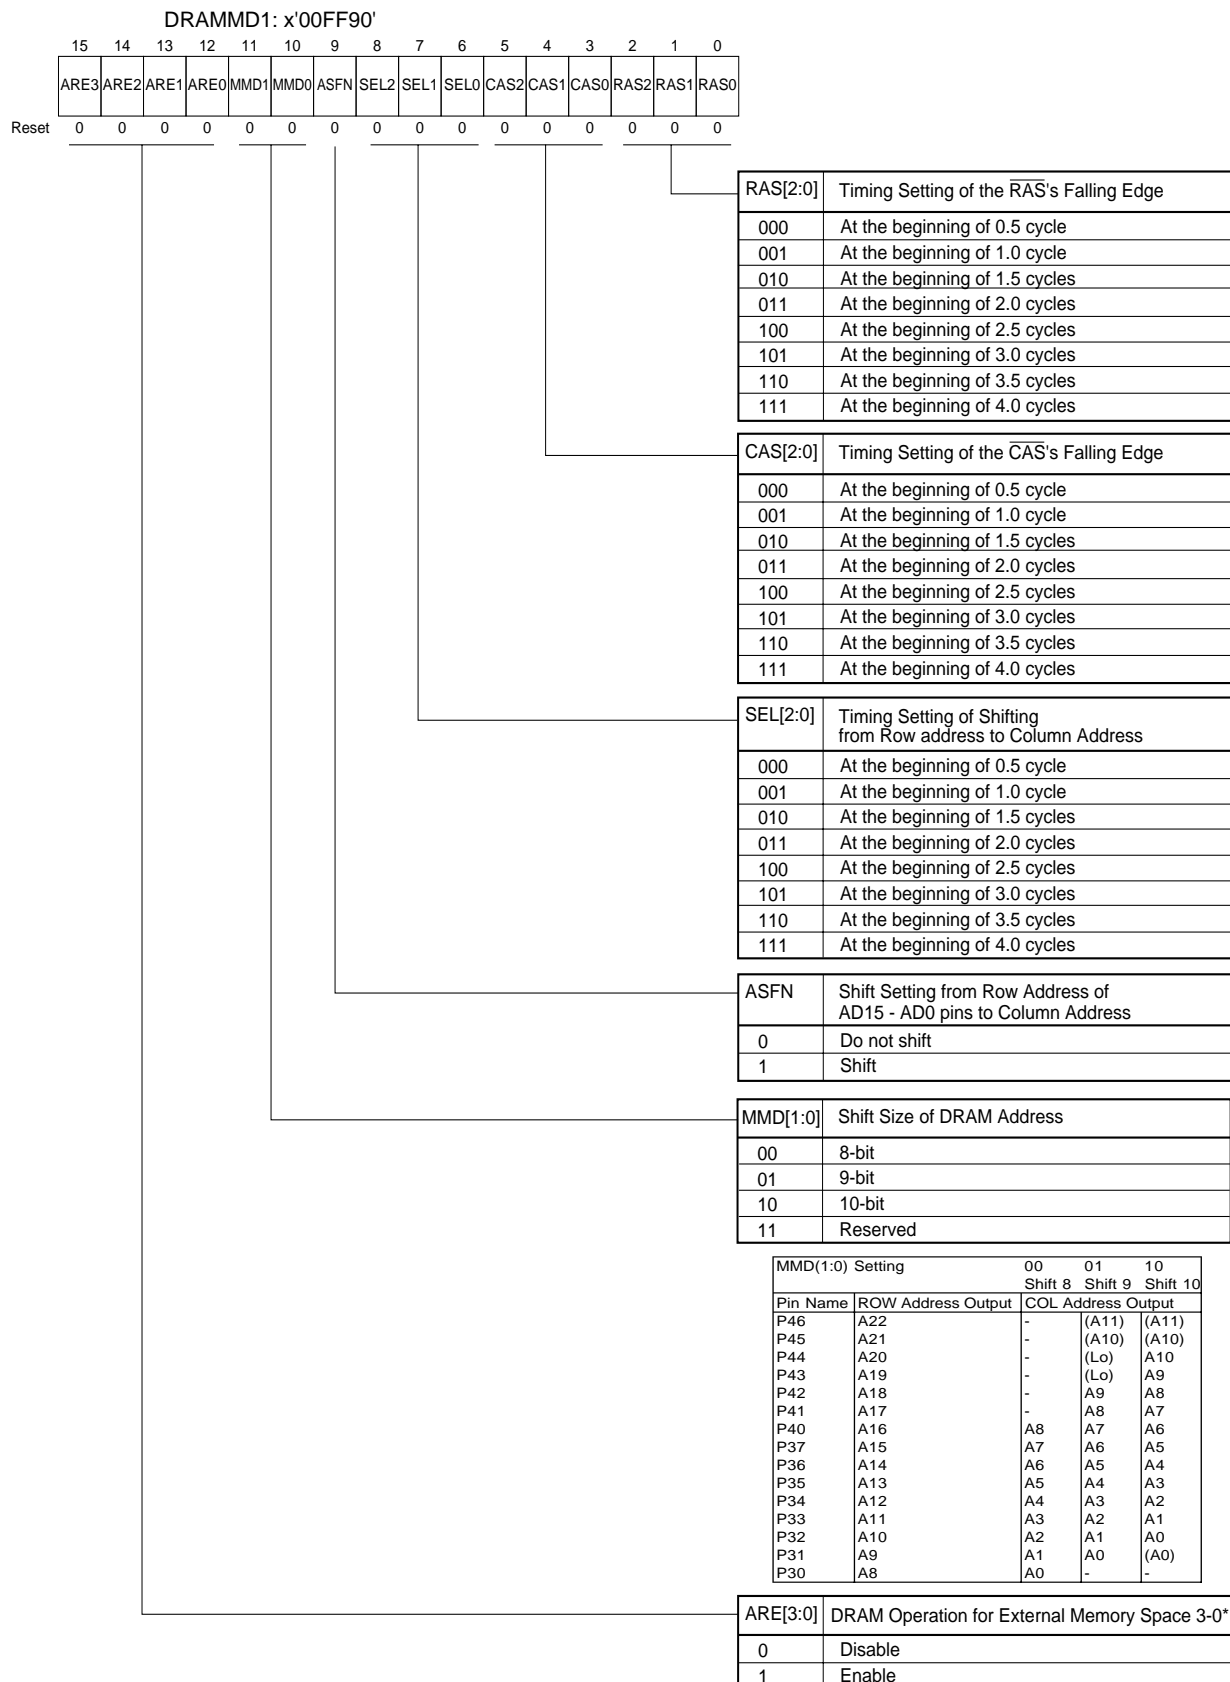 DRAMMD1: x'00FF90'
15 14 13 12 11 10 9 8 7 6 5 4 3 2 1 0
ARE3 ARE2 ARE1 ARE0 MMD1 MMD0 ASFN SEL2 SEL1 SEL0 CAS2 CAS1 CAS0 RAS2 RAS1 RAS0
Reset 0 0 0 0 0 0 0 0 0 0 0 0 0 0 0 0
RAS[2:0] Timing Setting of the RAS's Falling Edge
000 At the beginning of 0.5 cycle
001 At the beginning of 1.0 cycle
010 At the beginning of 1.5 cycles
011 At the beginning of 2.0 cycles
100 At the beginning of 2.5 cycles
101 At the beginning of 3.0 cycles
110 At the beginning of 3.5 cycles
111 At the beginning of 4.0 cycles
CAS[2:0] Timing Setting of the CAS's Falling Edge
000 At the beginning of 0.5 cycle
001 At the beginning of 1.0 cycle
010 At the beginning of 1.5 cycles
011 At the beginning of 2.0 cycles
100 At the beginning of 2.5 cycles
101 At the beginning of 3.0 cycles
110 At the beginning of 3.5 cycles
111 At the beginning of 4.0 cycles
SEL[2:0] Timing Setting of Shifting
from Row address to Column Address
000 At the beginning of 0.5 cycle
001 At the beginning of 1.0 cycle
010 At the beginning of 1.5 cycles
011 At the beginning of 2.0 cycles
100 At the beginning of 2.5 cycles
101 At the beginning of 3.0 cycles
110 At the beginning of 3.5 cycles
111 At the beginning of 4.0 cycles
ASFN Shift Setting from Row Address of
AD15 - AD0 pins to Column Address
0 Do not shift
1 Shift
MMD[1:0] Shift Size of DRAM Address
00 8-bit
01 9-bit
10 10-bit
11 Reserved
MMD(1:0) Setting 00 01 10
Shift 8 Shift 9 Shift 10
Pin Name ROW Address Output COL Address Output
P46 A22 - (A11) (A11)
P45 A21 - (A10) (A10)
P44 A20 - (Lo) A10
P43 A19 - (Lo) A9
P42 A18 - A9 A8
P41 A17 - A8 A7
P40 A16 A8 A7 A6
P37 A15 A7 A6 A5
P36 A14 A6 A5 A4
P35 A13 A5 A4 A3
P34 A12 A4 A3 A2
P33 A11 A3 A2 A1
P32 A10 A2 A1 A0
P31 A9 A1 A0 (A0)
P30 A8 A0 - -
ARE[3:0] DRAM Operation for External Memory Space 3-0*
0 Disable
1 Enable